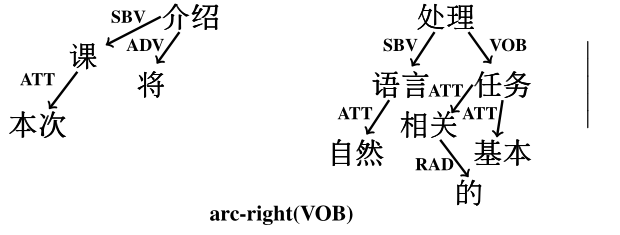 SBV 介绍 处理
课 ADV SBV VOB
ATT 将 语言 ATT 任务
本次 ATT 相关 ATT
自然 RAD 基本
的
arc-right(VOB)